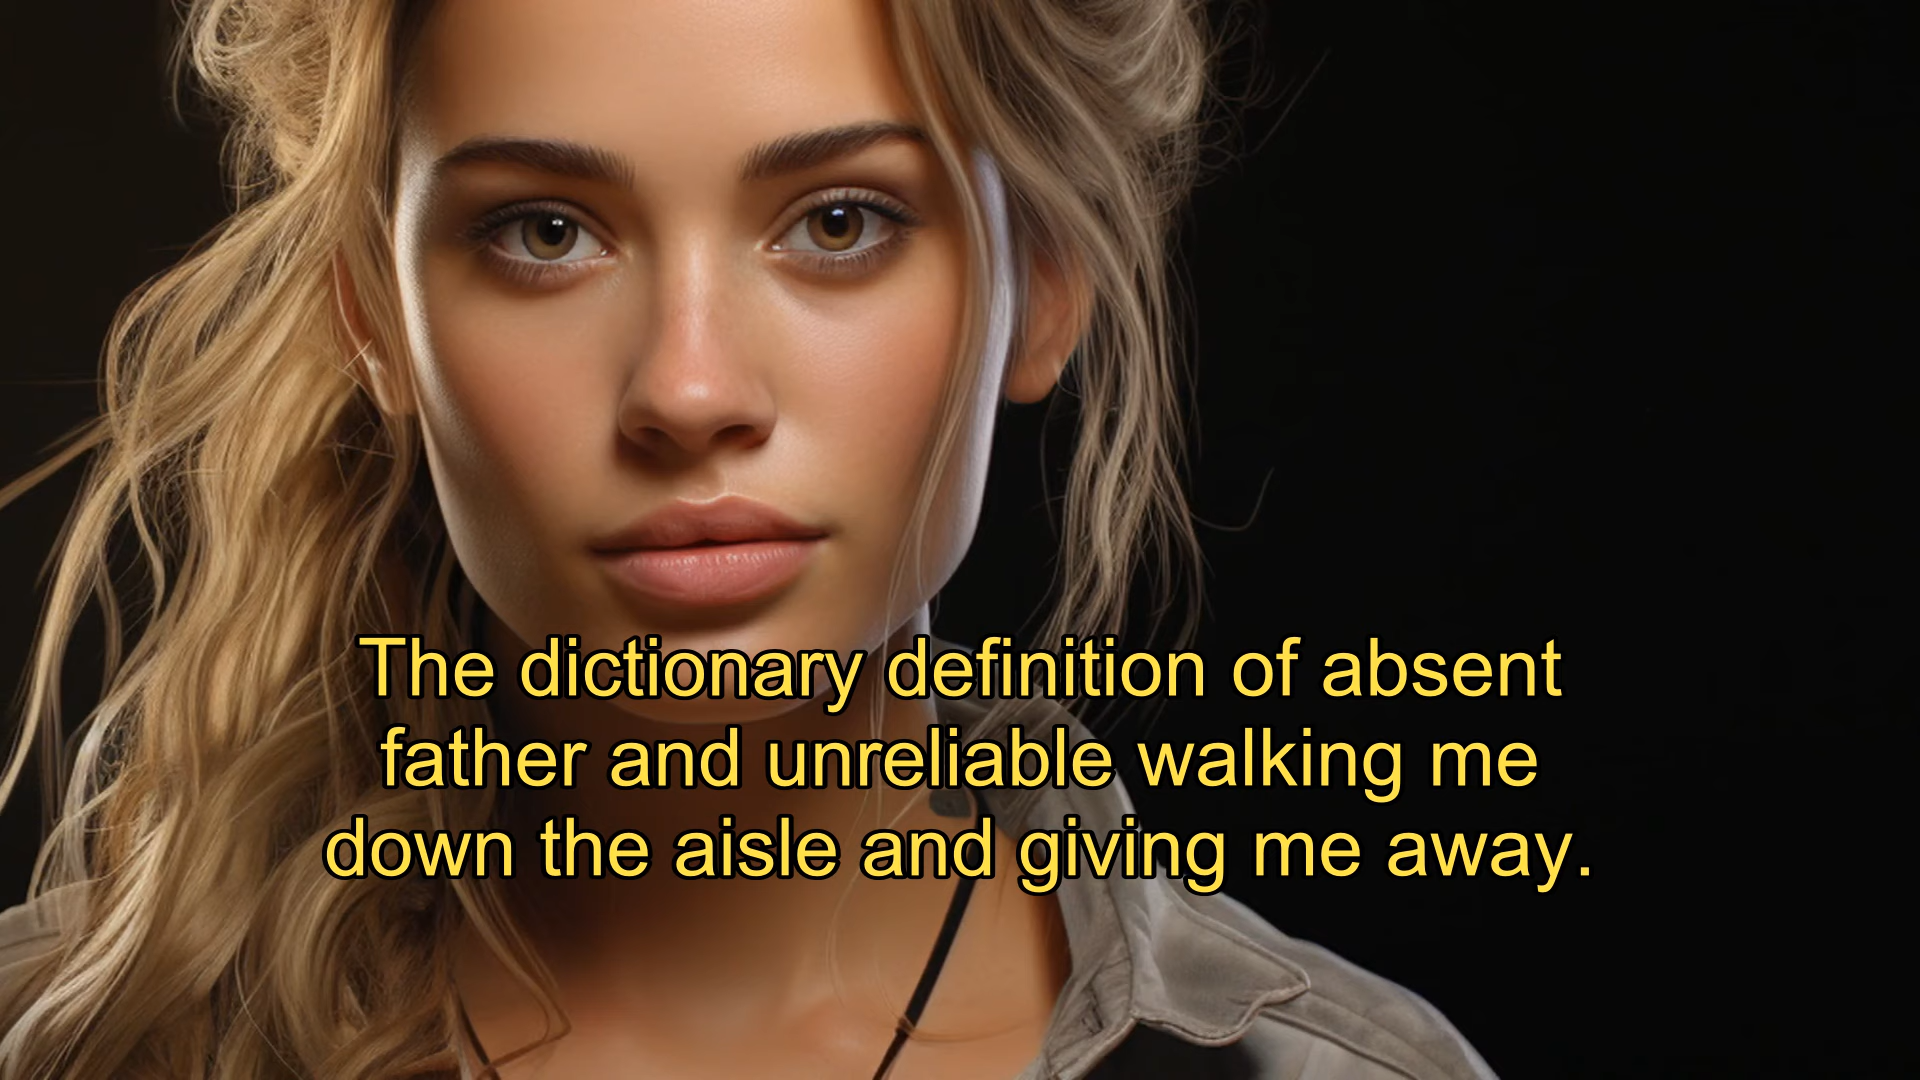 The dictionary definition of absent
father and unreliable walking me
down the aisle and giving me away.